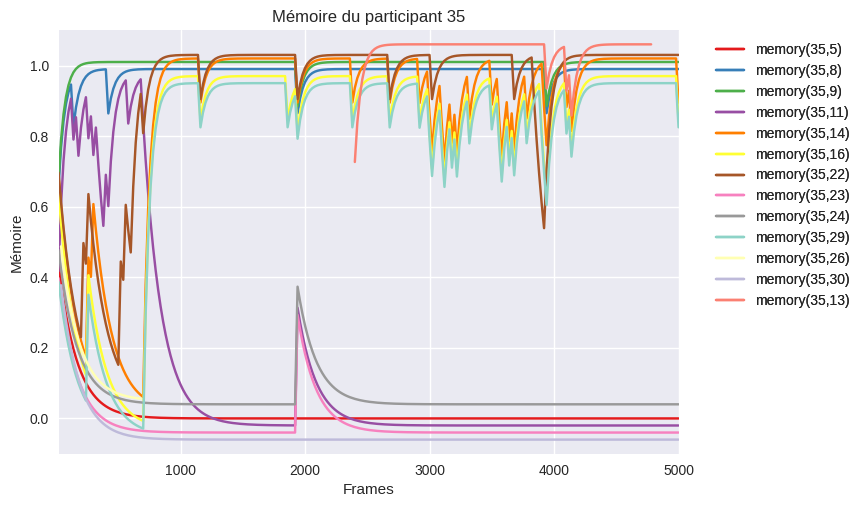 Mémoire du participant 35
1.0
0.8
0.6
0.4
0.2
0.0
Mémoire
1000
2000
3000
4000
5000
Frames
memory(35,5)
memory(35,8)
memory(35,9)
memory(35,11)
memory(35,14)
memory(35,16)
memory(35,22)
memory(35,23)
memory(35,24)
memory(35,29)
memory(35,26)
memory(35,30)
memory(35,13)